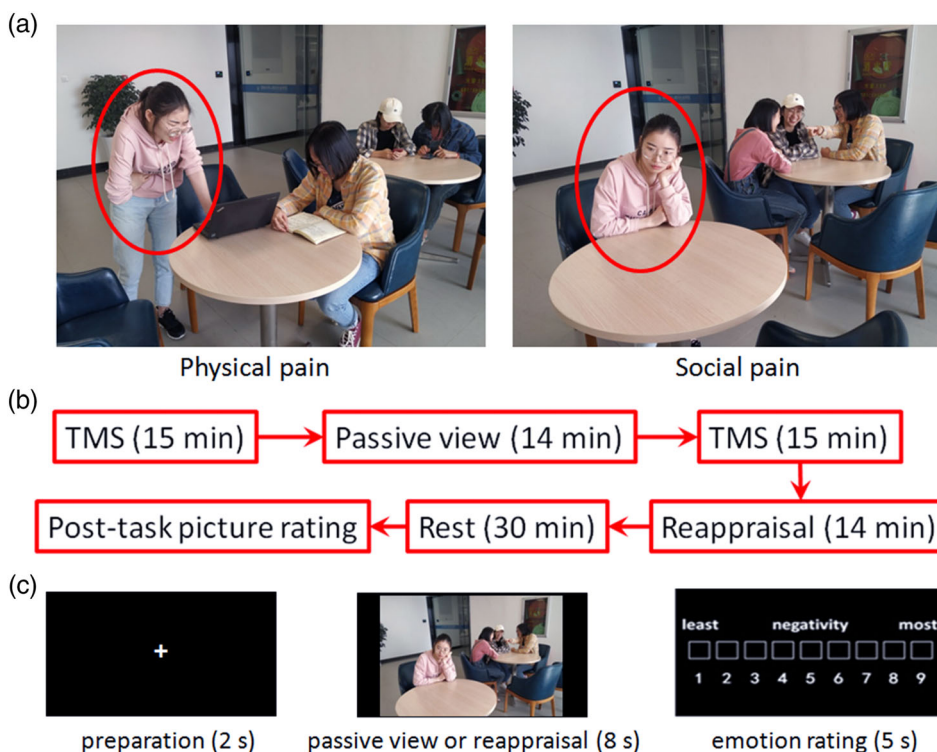 (a)
Physical pain
Social pain
(b)
TMS (15 min)
Passive view (14 min)
TMS (15 min)
Post-task picture rating
Rest (30 min)
Reappraisal (14 min)
(c)
+
least negativity most
1 2 3 4 5 6 7 8 9
preparation (2 s)
passive view or reappraisal (8 s)
emotion rating (5 s)